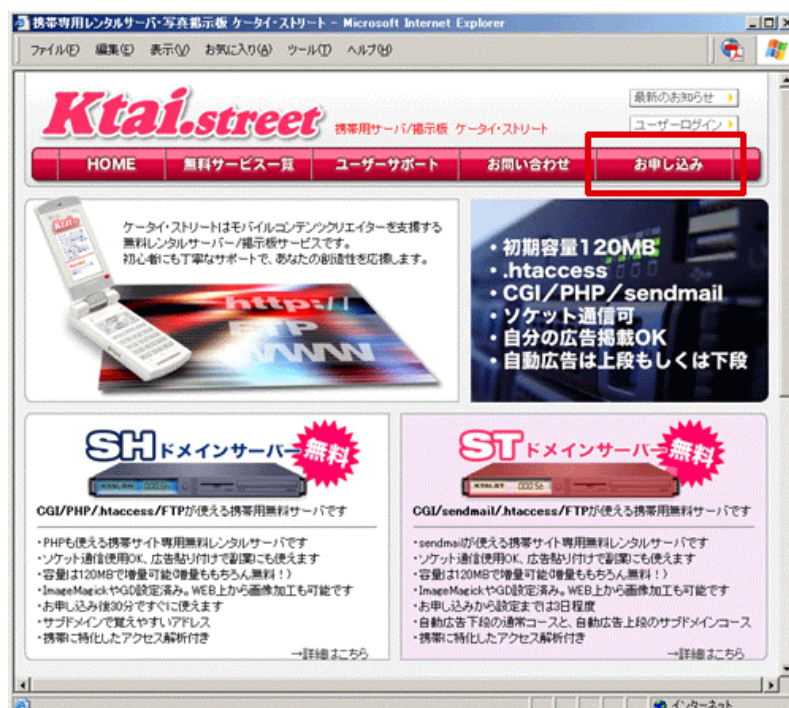 携帯専用レンタルサーバ・写真掲示板 ケータイ・ストリート - Microsoft Internet Explorer
ファイル(F) 編集(E) 表示(V) お気に入り(A) ツール(T) ヘルプ(H)
最新のお知らせ
Ktai.street 携帯用サーバ/掲示板 ケータイ・ストリート
ユーザーログイン
HOME 無料サービス一覧 ユーザーサポート お問い合わせ お申し込み
ケータイ・ストリートはモバイルコンテンツクリエイターを支援する
無料レンタルサーバー/掲示板サービスです。
初心者にも丁寧なサポートで、あなたの創造性を応援します。
http://
FTP
WWW
・初期容量120MB
・.htaccess
・CGI/PHP/sendmail
・ソケット通信可
・自分の広告掲載OK
・自動広告は上段もしくは下段
SHドメインサーバー 無料
CGI/PHP/.htaccess/FTPが使える携帯用無料サーバです
・PHPも使える携帯サイト専用無料レンタルサーバです
・ソケット通信使用OK、広告貼り付けで副業にも使えます
・容量は120MBで増量可能(増量ももちろん無料！)
・ImageMagickやGD設定済み。WEB上から画像加工も可能です
・お申し込み後30分ですぐに使えます
・サブドメインで覚えやすいアドレス
・携帯に特化したアクセス解析付き
→詳細はこちら
STドメインサーバー 無料
CGI/sendmail/.htaccess/FTPが使える携帯用無料サーバです
・sendmailが使える携帯サイト専用無料レンタルサーバです
・ソケット通信使用OK、広告貼り付けで副業にも使えます
・容量は120MBで増量可能(増量ももちろん無料！)
・ImageMagickやGD設定済み。WEB上から画像加工も可能です
・お申し込みから設定までは3日程度
・自動広告下段の通常コースと、自動広告上段のサブドメインコース
・携帯に特化したアクセス解析付き
→詳細はこちら
インターネット